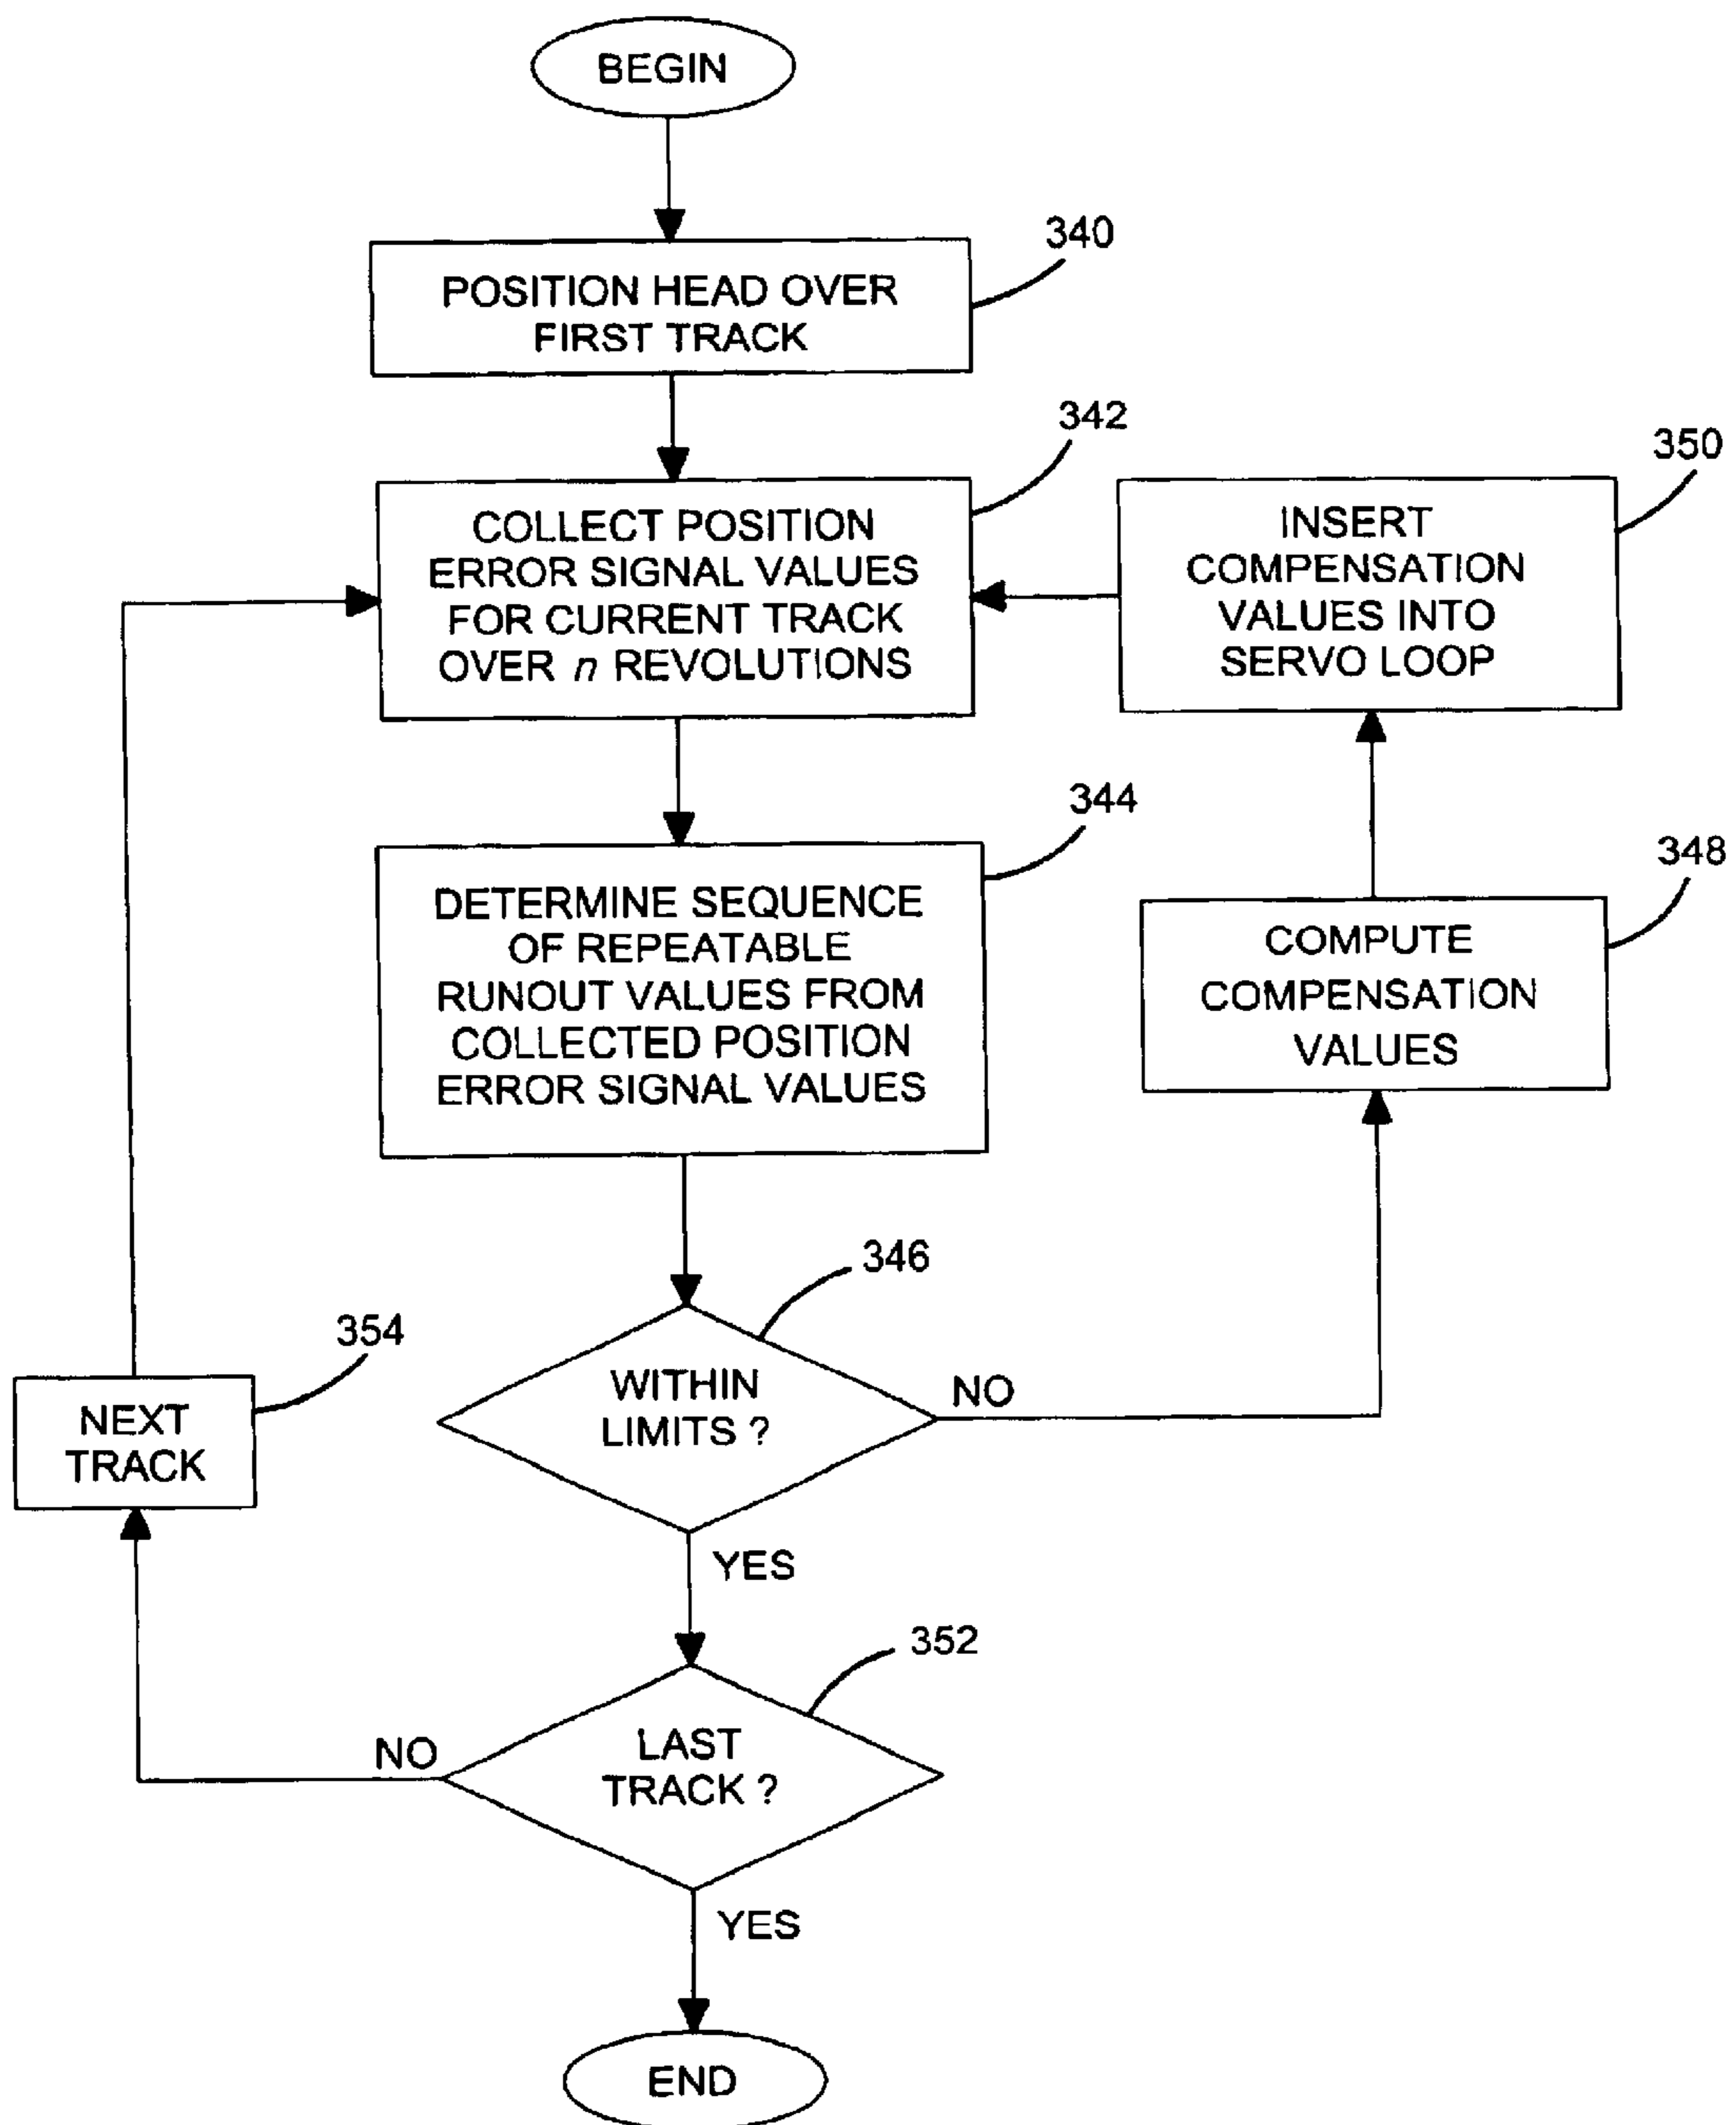 BEGIN
340
POSITION HEAD OVER
FIRST TRACK
342
COLLECT POSITION
ERROR SIGNAL VALUES
FOR CURRENT TRACK
OVER n REVOLUTIONS
350
INSERT
COMPENSATION
VALUES INTO
SERVO LOOP
344
DETERMINE SEQUENCE
OF REPEATABLE
RUNOUT VALUES FROM
COLLECTED POSITION
ERROR SIGNAL VALUES
348
COMPUTE
COMPENSATION
VALUES
346
WITHIN
LIMITS ?
NO
YES
354
NEXT
TRACK
352
LAST
TRACK ?
NO
YES
END